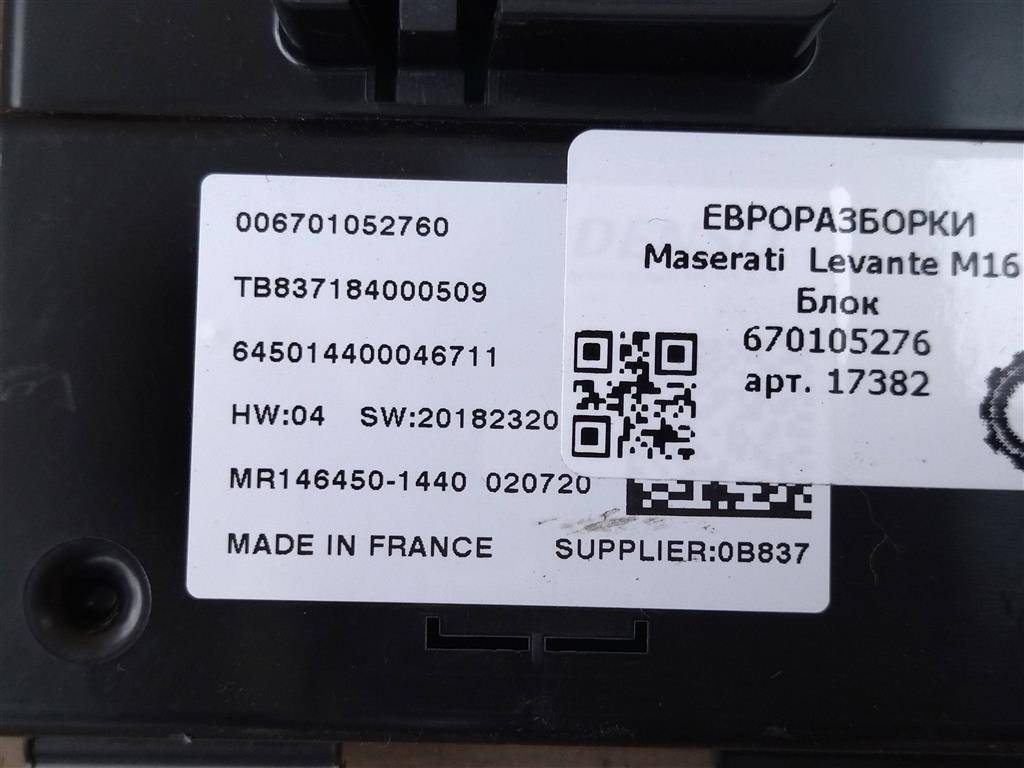 006701052760
TB837184000509
645014400046711
HW:04 SW:20182320
MR146450-1440 020720
MADE IN FRANCE SUPPLIER:0B837
ЕВРОРАЗБОРКИ
Maserati Levante M16
Блок
670105276
арт. 17382